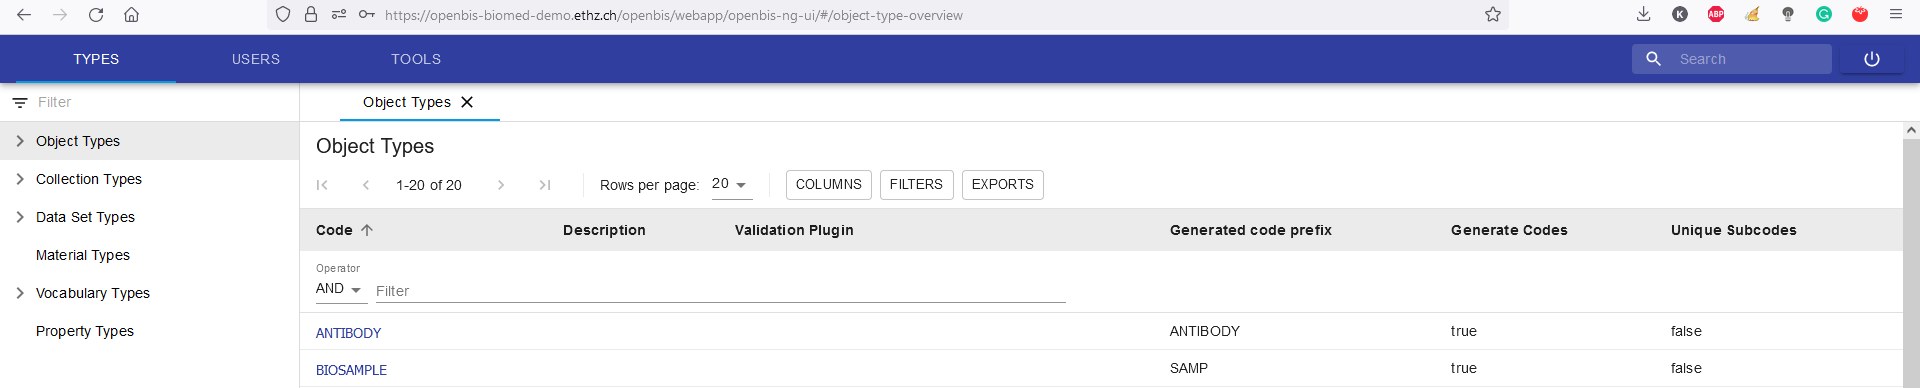 https://openbis-biomed-demo.ethz.ch/openbis/webapp/openbis-ng-ui/#/object-type-overview
K ABP G
TYPES USERS TOOLS Search
Filter
Object Types
Collection Types
Data Set Types
Material Types
Vocabulary Types
Property Types
Object Types
Object Types
1-20 of 20 Rows per page: 20 COLUMNS FILTERS EXPORTS
Code Description Validation Plugin Generated code prefix Generate Codes Unique Subcodes
Operator
AND Filter
ANTIBODY ANTIBODY true false
BIOSAMPLE SAMP true false